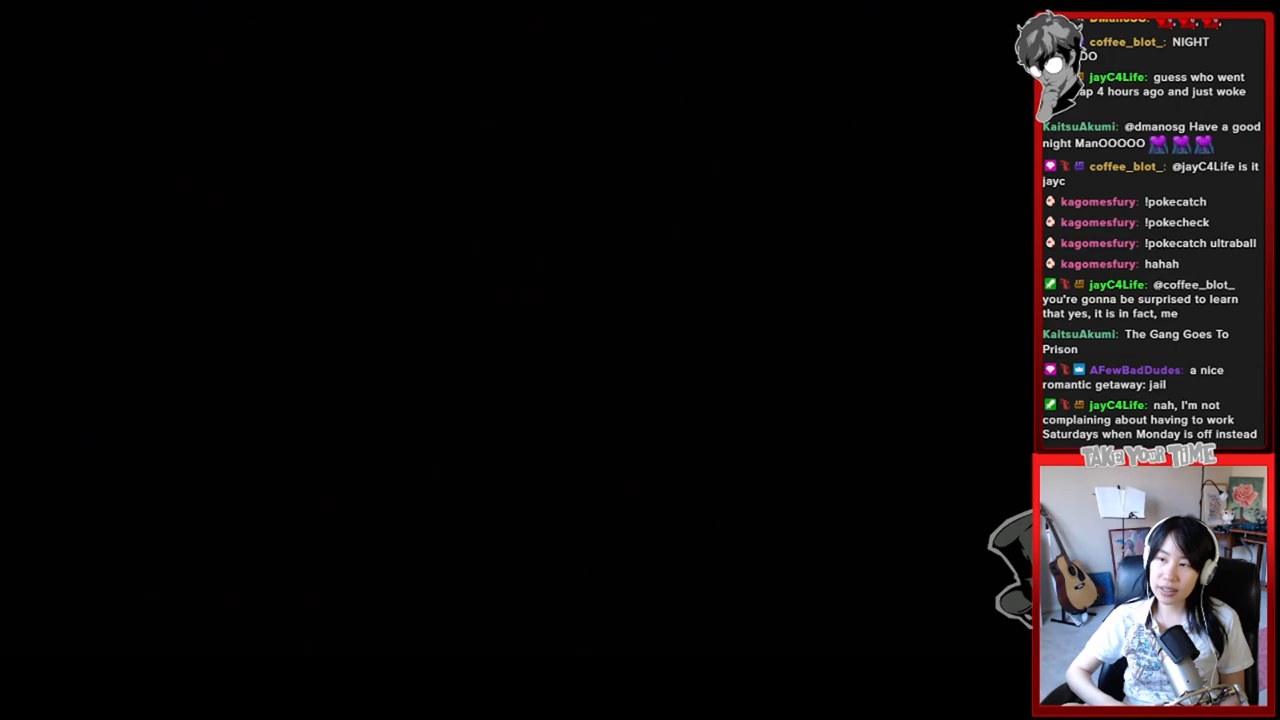 DManoSG:
coffee_blot_: NIGHT
OO
jayC4Life: guess who went
ap 4 hours ago and just woke
KaitsuAkumi: @dmanosg Have a good
night ManOOOOO
coffee_blot_: @jayC4Life is it
jayc
kagomesfury: !pokecatch
kagomesfury: !pokecheck
kagomesfury: !pokecatch ultraball
kagomesfury: hahah
jayC4Life: @coffee_blot_
you're gonna be surprised to learn
that yes, it is in fact, me
KaitsuAkumi: The Gang Goes To
Prison
AFewBadDudes: a nice
romantic getaway: jail
jayC4Life: nah, I'm not
complaining about having to work
Saturdays when Monday is off instead
TAKE YOUR TIME